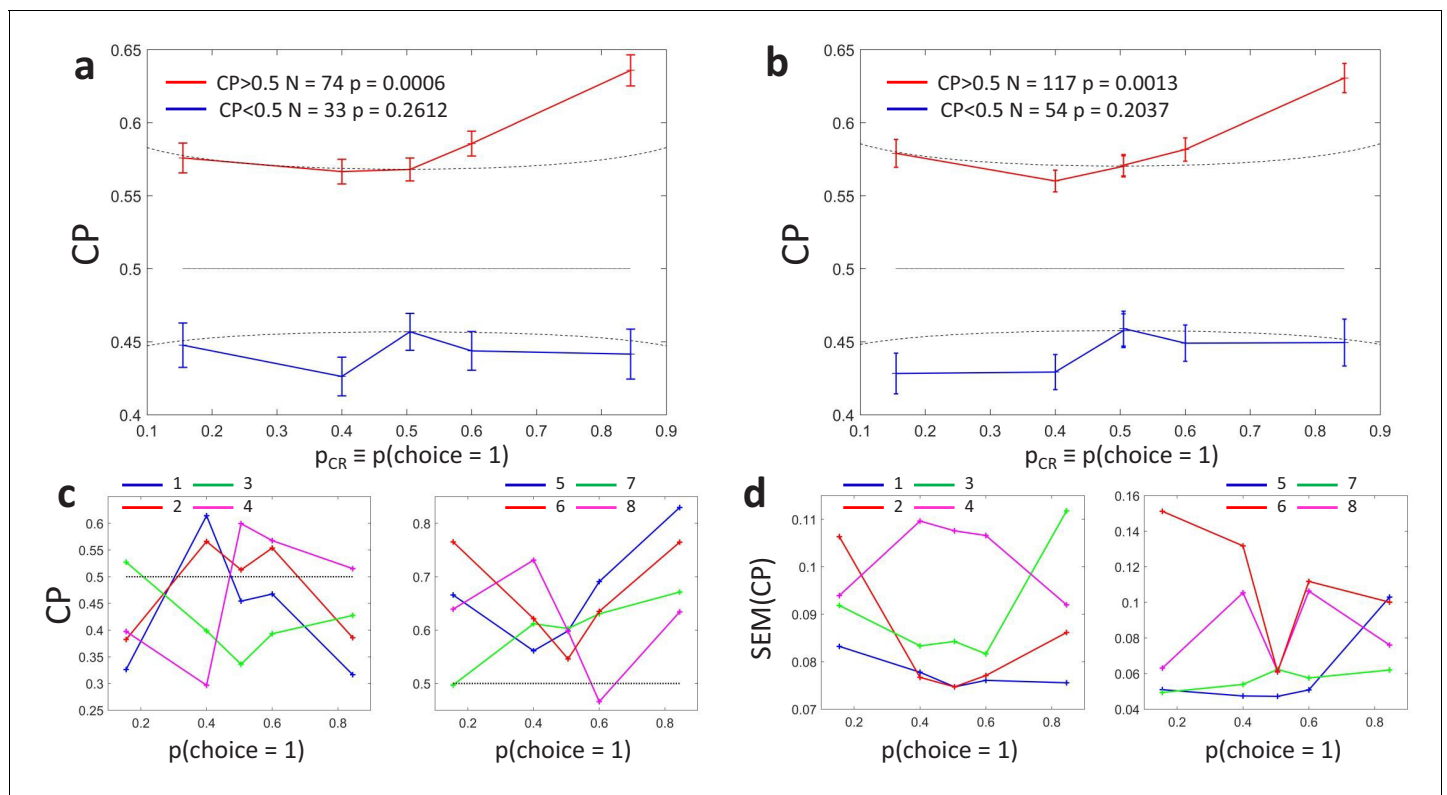 a
CP>0.5 N = 74 p = 0.0006
CP<0.5 N = 33 p = 0.2612
0.65
0.6
0.55
0.5
0.45
0.4
CP
0.1 0.2 0.3 0.4 0.5 0.6 0.7 0.8 0.9
p_CR ≡ p(choice = 1)
b
CP>0.5 N = 117 p = 0.0013
CP<0.5 N = 54 p = 0.2037
0.65
0.6
0.55
0.5
0.45
0.4
CP
0.1 0.2 0.3 0.4 0.5 0.6 0.7 0.8 0.9
p_CR ≡ p(choice = 1)
c
1 3
2 4
0.6
0.55
0.5
0.45
0.4
0.35
0.3
0.25
CP
0.2 0.4 0.6 0.8
p(choice = 1)
5 7
6 8
0.8
0.7
0.6
0.5
0.2 0.4 0.6 0.8
p(choice = 1)
d
1 3
2 4
0.11
0.1
0.09
0.08
0.07
SEM(CP)
0.2 0.4 0.6 0.8
p(choice = 1)
5 7
6 8
0.16
0.14
0.12
0.1
0.08
0.06
0.04
0.2 0.4 0.6 0.8
p(choice = 1)